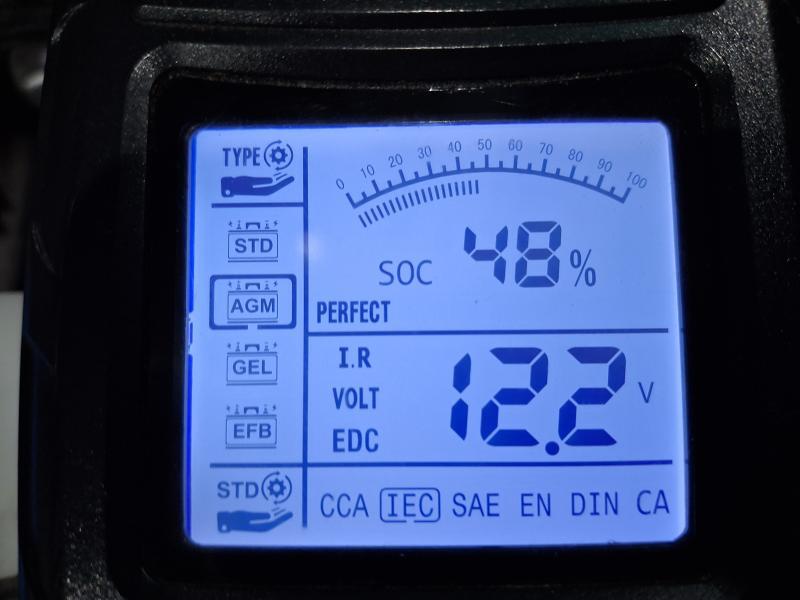 TYPE
0 10 20 30 40 50 60 70 80 90 100
STD
SOC 48%
AGM
PERFECT
I.R
GEL
VOLT 12.2 V
EFB
EDC
STD
CCA IEC SAE EN DIN CA